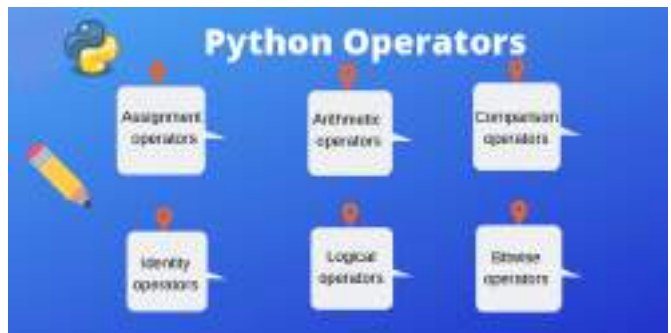 Python Operators
Assignment
operators
Arithmetic
operators
Comparison
operators
Identity
operators
Logical
operators
Bitwise
operators